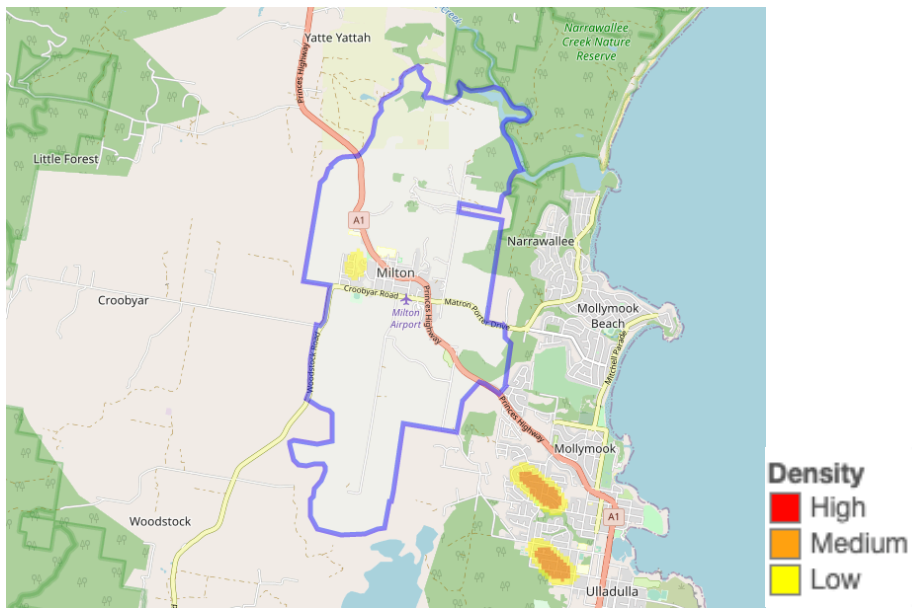 Creek
Narrawallee
Creek Nature
Reserve
Yatte Yattah
Princes Highway
Little Forest
A1
Narrawallee
Milton
Croobyar
Croobyar Road
Matron Porter Drive
Milton
Airport
Princes Highway
Mollymook
Beach
Woodstock Road
Mitchell Parade
Princes Highway
Mollymook
Woodstock
A1
Ulladulla
Density
High
Medium
Low